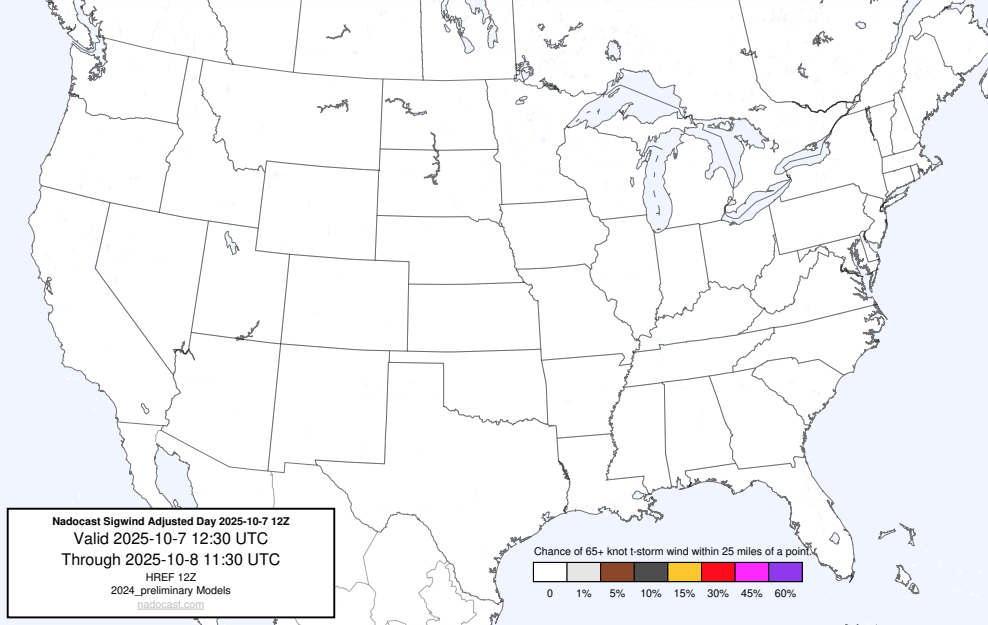 Nadocast Sigwind Adjusted Day 2025-10-7 12Z
Valid 2025-10-7 12:30 UTC
Through 2025-10-8 11:30 UTC
HREF 12Z
2024_preliminary Models
nadocast.com
Chance of 65+ knot t-storm wind within 25 miles of a point.
0 1% 5% 10% 15% 30% 45% 60%